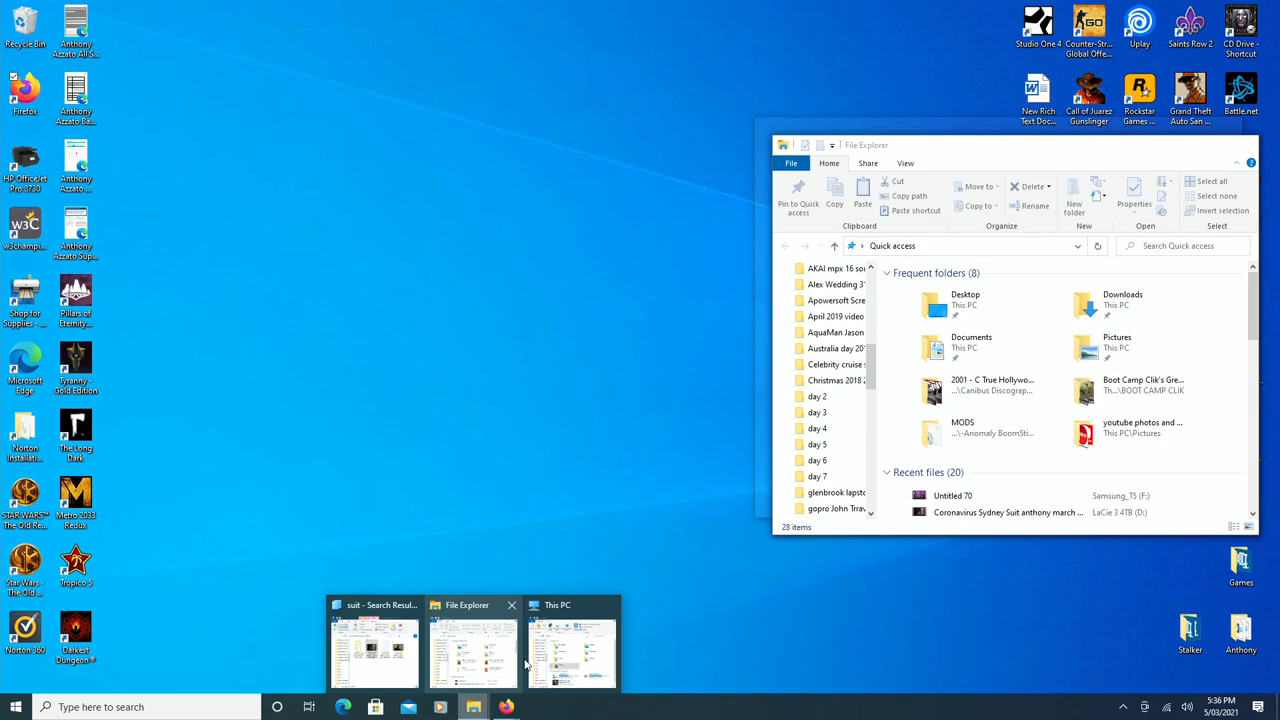 Recycle Bin
Anthony
Azzato All S...
Firefox
Anthony
Azzato Ba...
HP OfficeJet
Pro 8730
Anthony
Azzato ...
W3C
w3champi...
Anthony
Azzato Sup...
Shop for
Supplies - ...
Pillars of
Eternity...
Microsoft
Edge
Tyranny -
Gold Edition
Norton
Installati...
The Long
Dark
STAR WARS™
The Old Re...
Metro 2033
Redux
Star Wars -
The Old ...
Tropico 5
Norton 360
Darkest
Dungeon®
Studio One 4
Counter-Str...
Global Offe...
Uplay
Saints Row 2
CD Drive -
Shortcut
New Rich
Text Doc...
Call of Juarez
Gunslinger
Rockstar
Games ...
Grand Theft
Auto San ...
Battle.net
File Explorer
File
Home
Share
View
Pin to Quick
access
Copy
Paste
Cut
Copy path
Paste shortcut
Clipboard
Move to
Copy to
Delete
Rename
Organize
New
folder
New
Properties
Open
Select all
Select none
Invert selection
Select
Quick access
Search Quick access
AKAI mpx 16 sou
Alex Wedding 31
Apowersoft Scre
April 2019 video
AquaMan Jason
Australia day 201
Celebrity cruise s
Christmas 2018 2
day 2
day 3
day 4
day 5
day 6
day 7
glenbrook lapsto
gopro John Trrav
Frequent folders (8)
Desktop
This PC
Downloads
This PC
Documents
This PC
Pictures
This PC
2001 - C True Hollywo...
...\Canibus Discograp...
Boot Camp Clik's Gre...
Th...\BOOT CAMP CLIK
MODS
...\-Anomaly BoomSti...
youtube photos and ...
This PC\Pictures
Recent files (20)
Untitled 70
Samsung_T5 (F:)
Coronavirus Sydney Suit anthony march ...
LaCie 3 4TB (D:)
28 items
Games
suit - Search Resul...
File Explorer
This PC
Type here to search
5:36 PM
5/03/2021